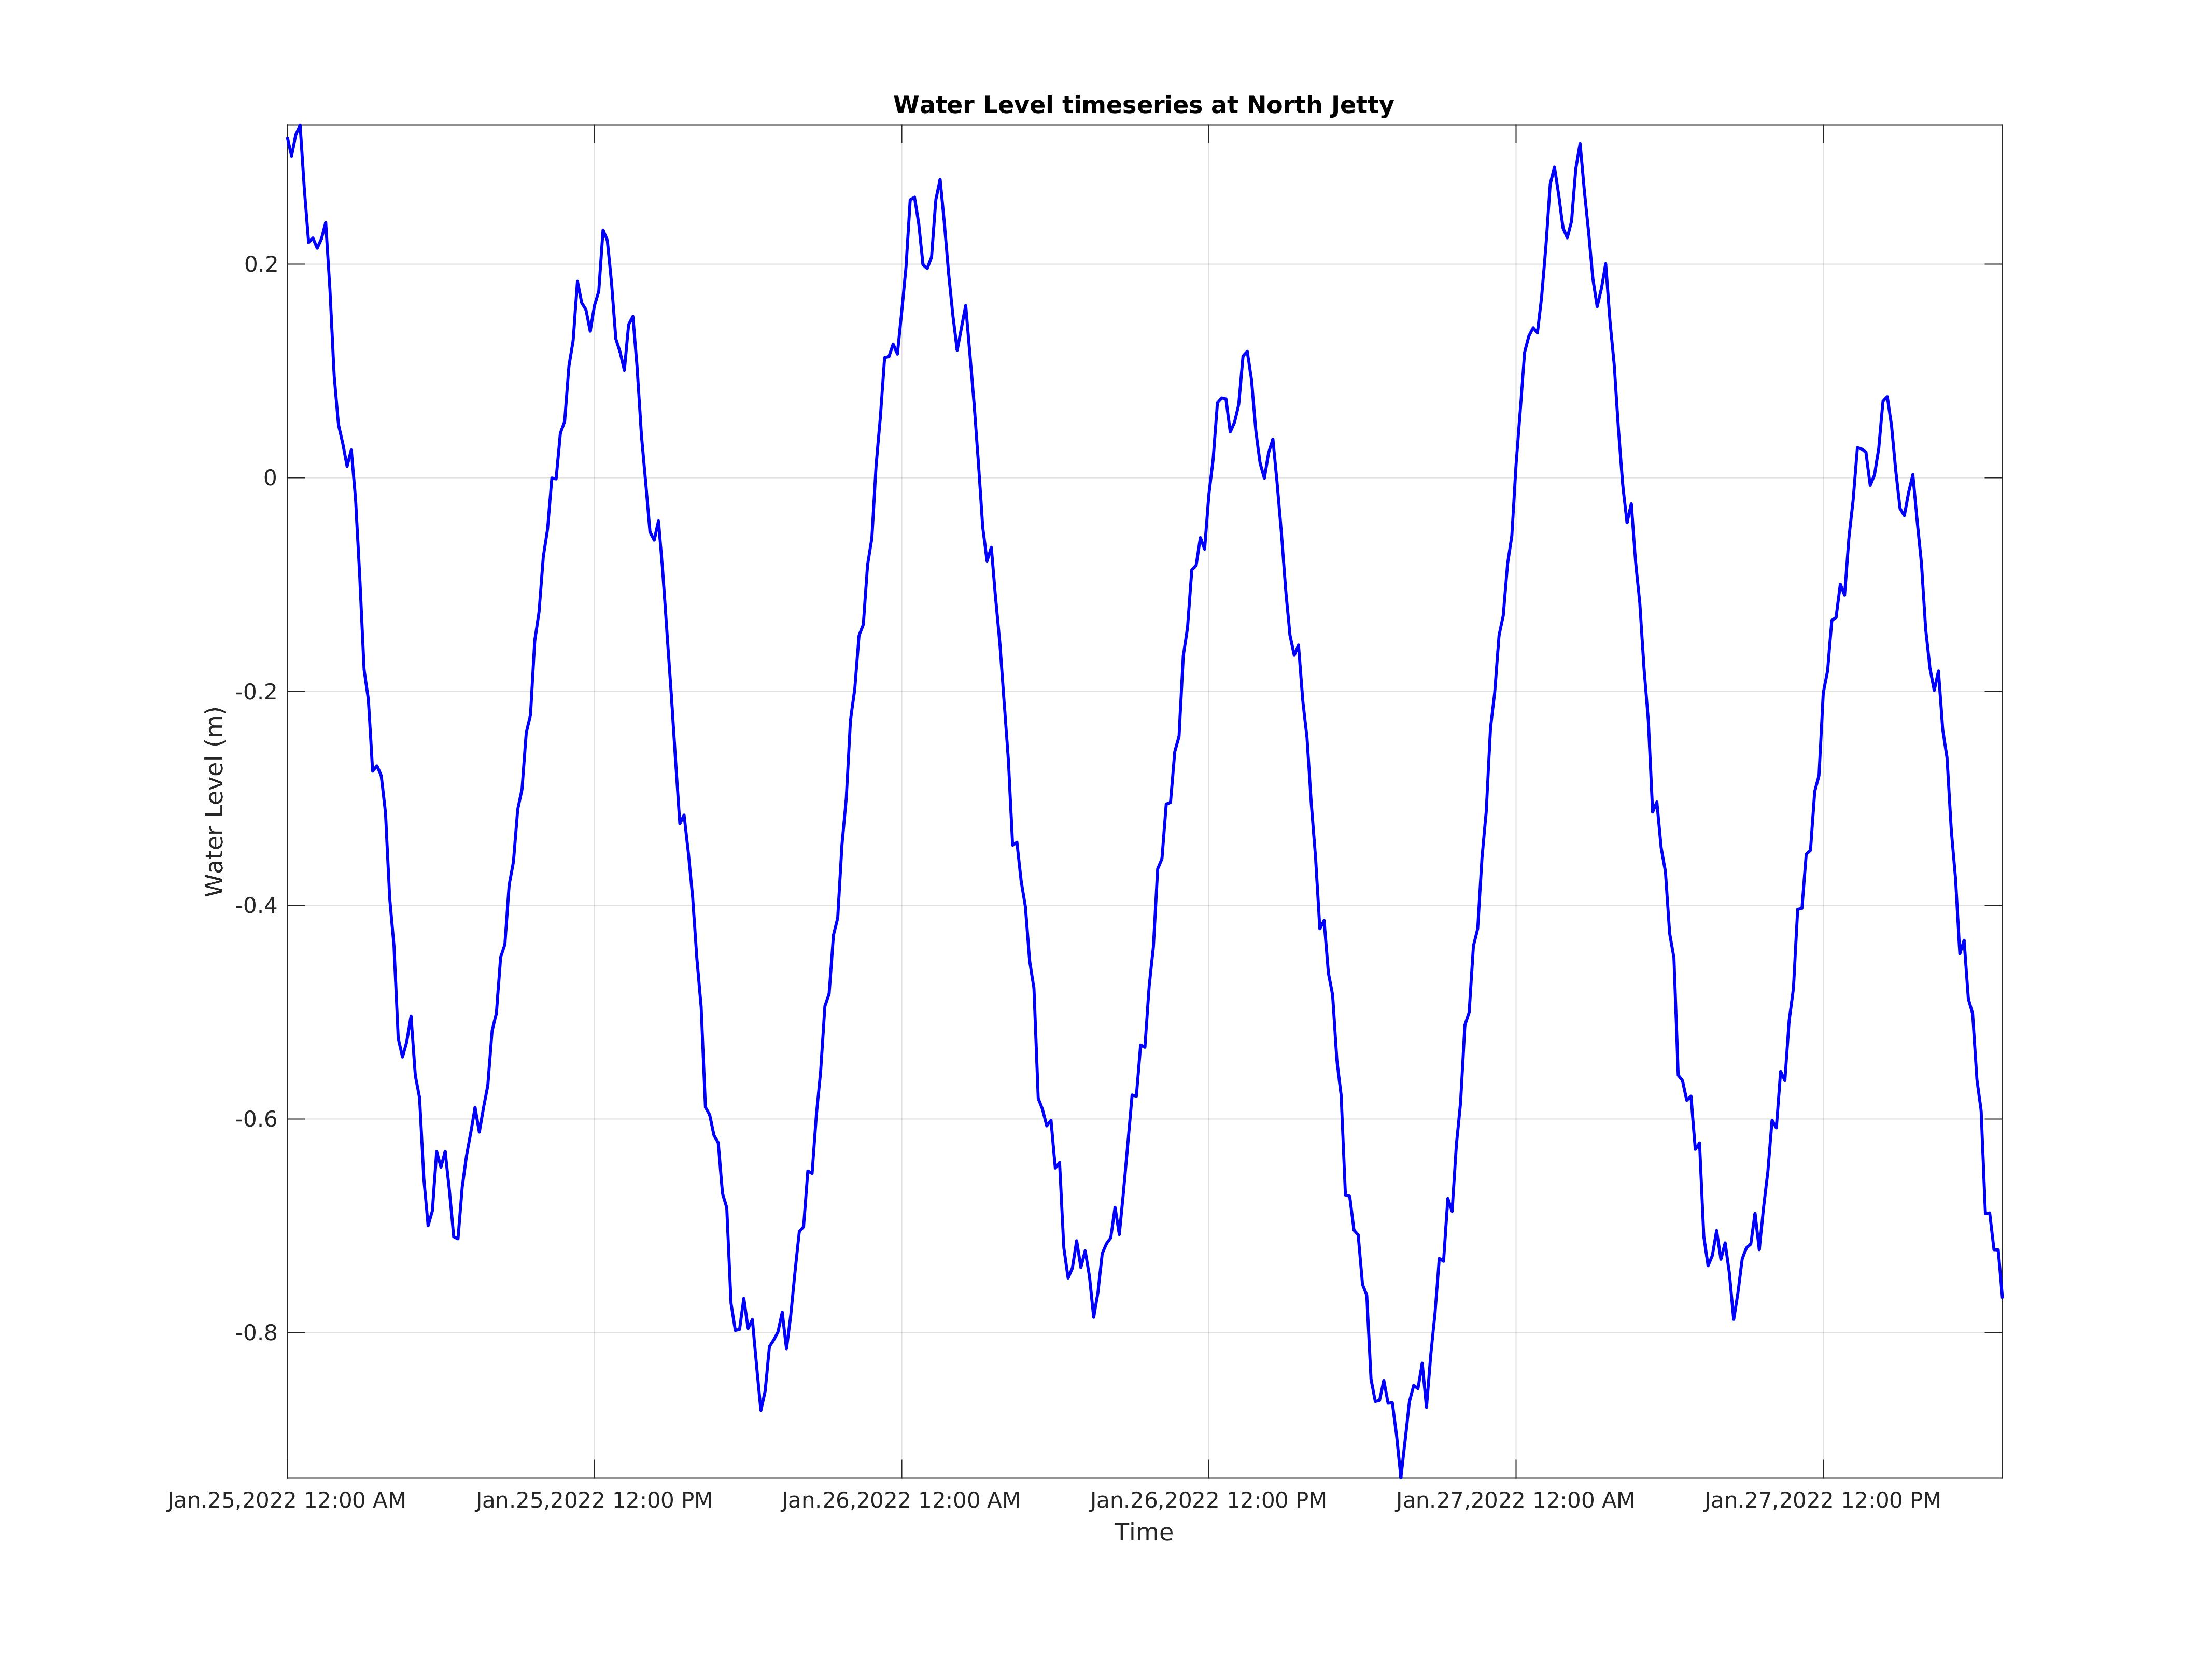 Water Level timeseries at North Jetty
0.2
0
-0.2
-0.4
-0.6
-0.8
Water Level (m)
Jan.25,2022 12:00 AM
Jan.25,2022 12:00 PM
Jan.26,2022 12:00 AM
Jan.26,2022 12:00 PM
Jan.27,2022 12:00 AM
Jan.27,2022 12:00 PM
Time